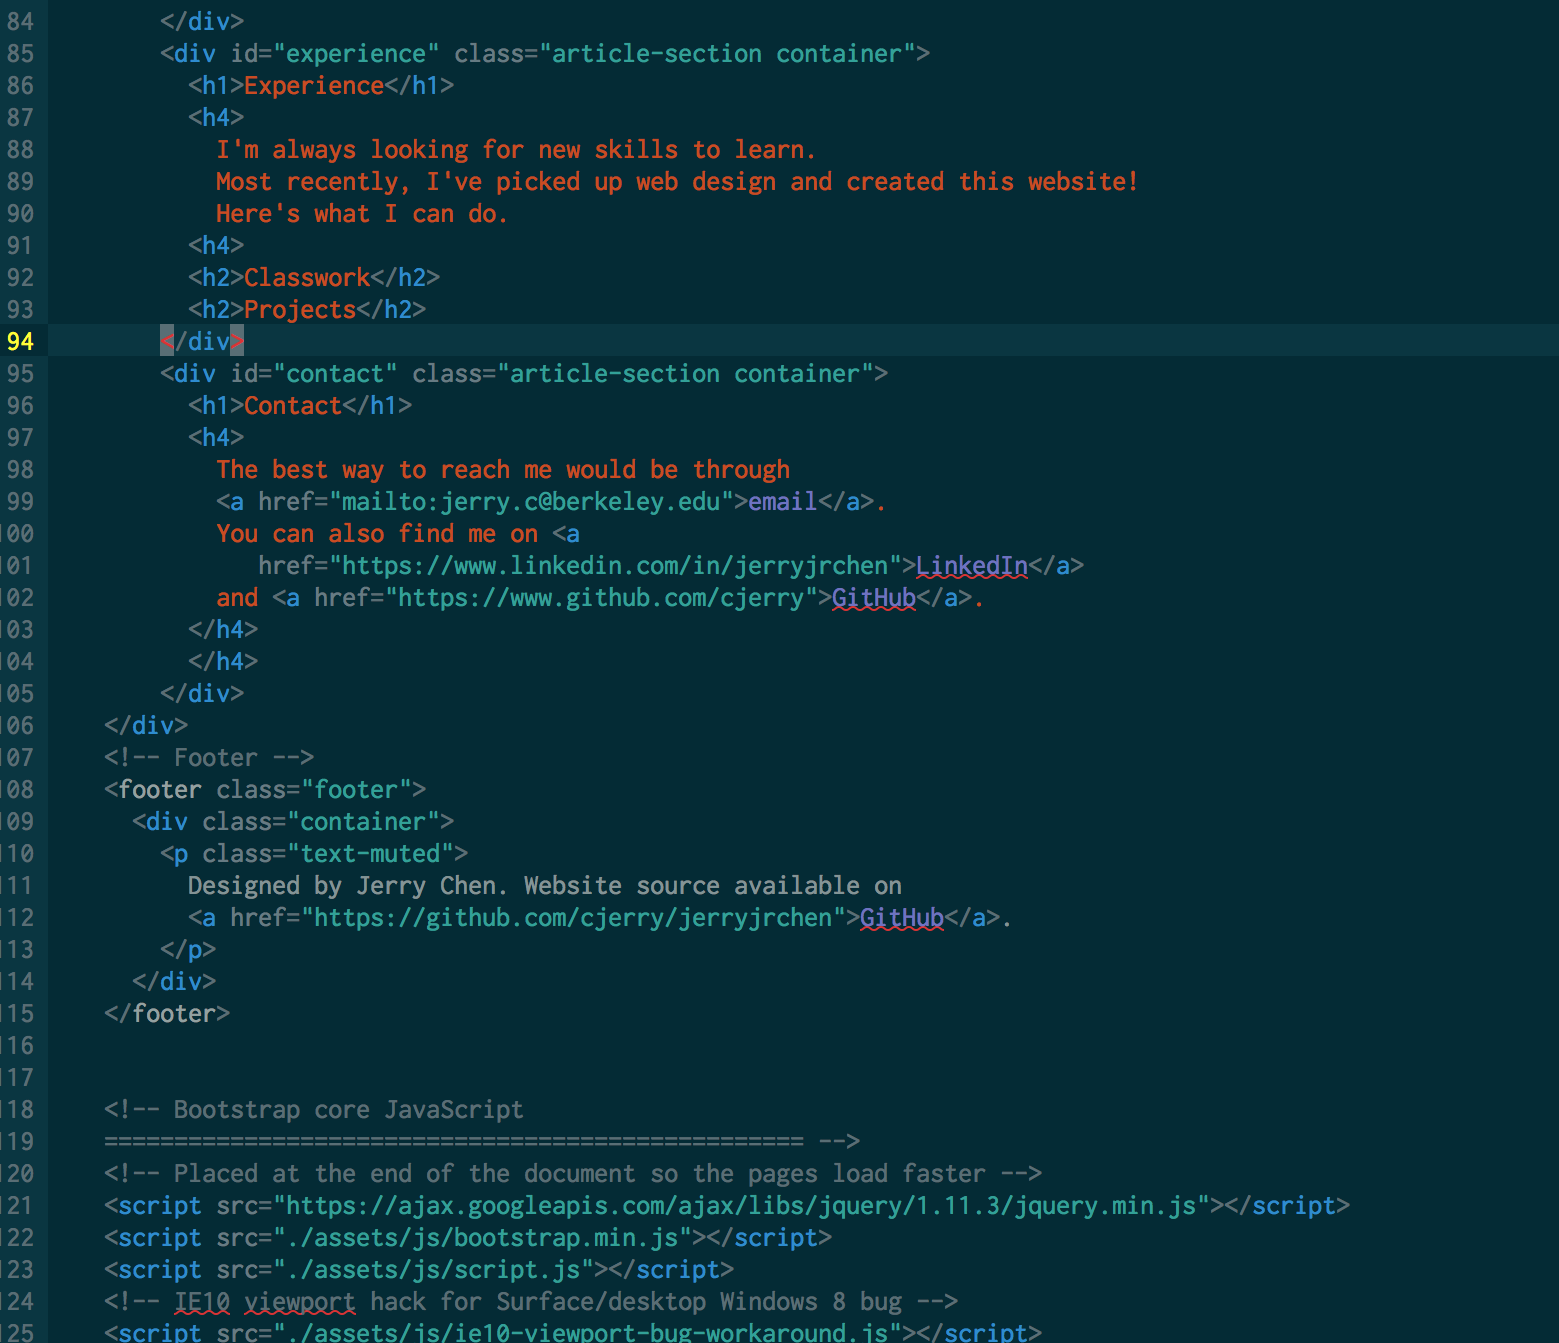 84 </div>
85 <div id="experience" class="article-section container">
86 <h1>Experience</h1>
87 <h4>
88 I'm always looking for new skills to learn.
89 Most recently, I've picked up web design and created this website!
90 Here's what I can do.
91 <h4>
92 <h2>Classwork</h2>
93 <h2>Projects</h2>
94 </div>
95 <div id="contact" class="article-section container">
96 <h1>Contact</h1>
97 <h4>
98 The best way to reach me would be through
99 <a href="mailto:jerry.c@berkeley.edu">email</a>.
100 You can also find me on <a
101 href="https://www.linkedin.com/in/jerryjrchen">LinkedIn</a>
102 and <a href="https://www.github.com/cjerry">GitHub</a>.
103 </h4>
104 </h4>
105 </div>
106 </div>
107 <!-- Footer -->
108 <footer class="footer">
109 <div class="container">
110 <p class="text-muted">
111 Designed by Jerry Chen. Website source available on
112 <a href="https://github.com/cjerry/jerryjrchen">GitHub</a>.
113 </p>
114 </div>
115 </footer>
116
117
118 <!-- Bootstrap core JavaScript
119 ================================================== -->
120 <!-- Placed at the end of the document so the pages load faster -->
121 <script src="https://ajax.googleapis.com/ajax/libs/jquery/1.11.3/jquery.min.js"></script>
122 <script src="./assets/js/bootstrap.min.js"></script>
123 <script src="./assets/js/script.js"></script>
124 <!-- IE10 viewport hack for Surface/desktop Windows 8 bug -->
125 <script src="./assets/js/ie10-viewport-bug-workaround.js"></script>